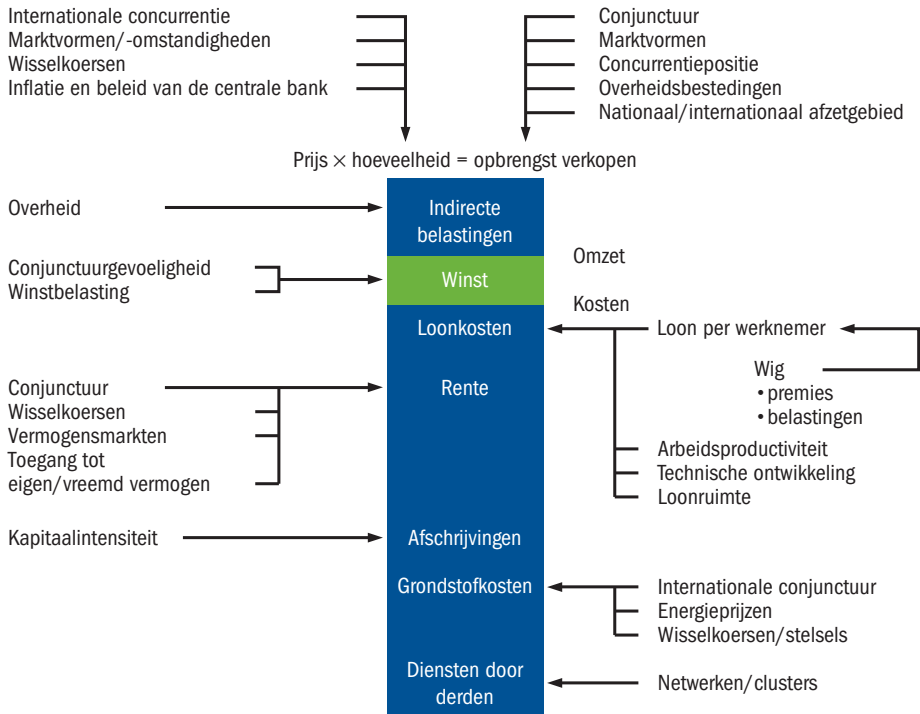 Internationale concurrentie
Marktvormen/-omstandigheden
Wisselkoersen
Inflatie en beleid van de centrale bank
Conjunctuur
Marktvormen
Concurrentiepositie
Overheidsbestedingen
Nationaal/internationaal afzetgebied
Prijs × hoeveelheid = opbrengst verkopen
Overheid
Indirecte
belastingen
Conjunctuurgevoeligheid
Winstbelasting
Winst
Omzet
Kosten
Loonkosten
Loon per werknemer
Wig
• premies
• belastingen
Arbeidsproductiviteit
Technische ontwikkeling
Loonruimte
Conjunctuur
Wisselkoersen
Vermogensmarkten
Toegang tot
eigen/vreemd vermogen
Rente
Kapitaalintensiteit
Afschrijvingen
Grondstofkosten
Internationale conjunctuur
Energieprijzen
Wisselkoersen/stelsels
Diensten door
derden
Netwerken/clusters